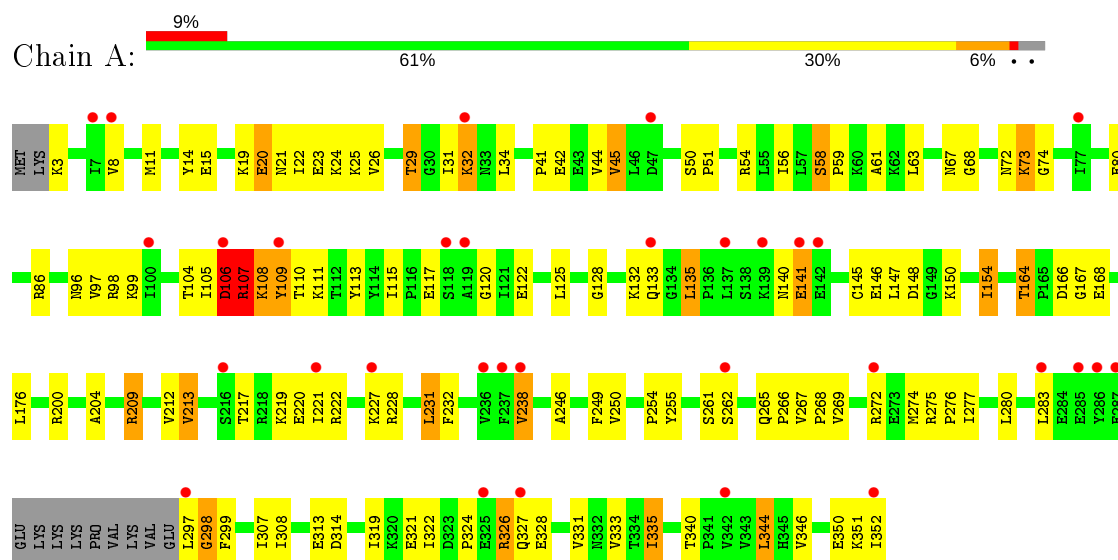 9%
Chain A:
61% 30% 6% • •
MET LYS K3 I7 V8 M11 Y14 E15 K19 E20 N21 I22 E23 K24 K25 V26 T29 G30 I31 K32 N33 L34 P41 E42 E43 V44 V45 L46 D47 S50 P51 R54 L55 I56 L57 S58 P59 K60 A61 K62 L63 N67 G68 N72 K73 G74 I77
R86 N96 V97 R98 K99 I100 T104 I105 D106 R107 K108 Y109 T110 K111 T112 Y113 Y114 I115 P116 E117 S118 A119 G120 I121 E122 L125 G128 K132 Q133 G134 L135 P136 L137 S138 K139 N140 E141 E142 C145 E146 L147 D148 G149 K150 I154 T164 P165 D166 G167 E168
L176 R200 A204 R209 V212 V213 S216 T217 R218 K219 E220 I221 R222 K227 R228 L231 F232 V236 F237 V238 A246 F249 V250 P254 Y255 S261 S262 Q265 P266 V267 P268 V269 R272 E273 M274 R275 P276 I277 L280 L283 E284 E285 Y286
GLU LYS LYS LYS PRO VAL LYS VAL GLU L297 G298 F299 I307 I308 E313 D314 I319 K320 E321 I322 D323 P324 E325 R326 Q327 E328 V331 N332 V333 T334 I335 T340 P341 V342 V343 L344 H345 V346 E350 K351 I352